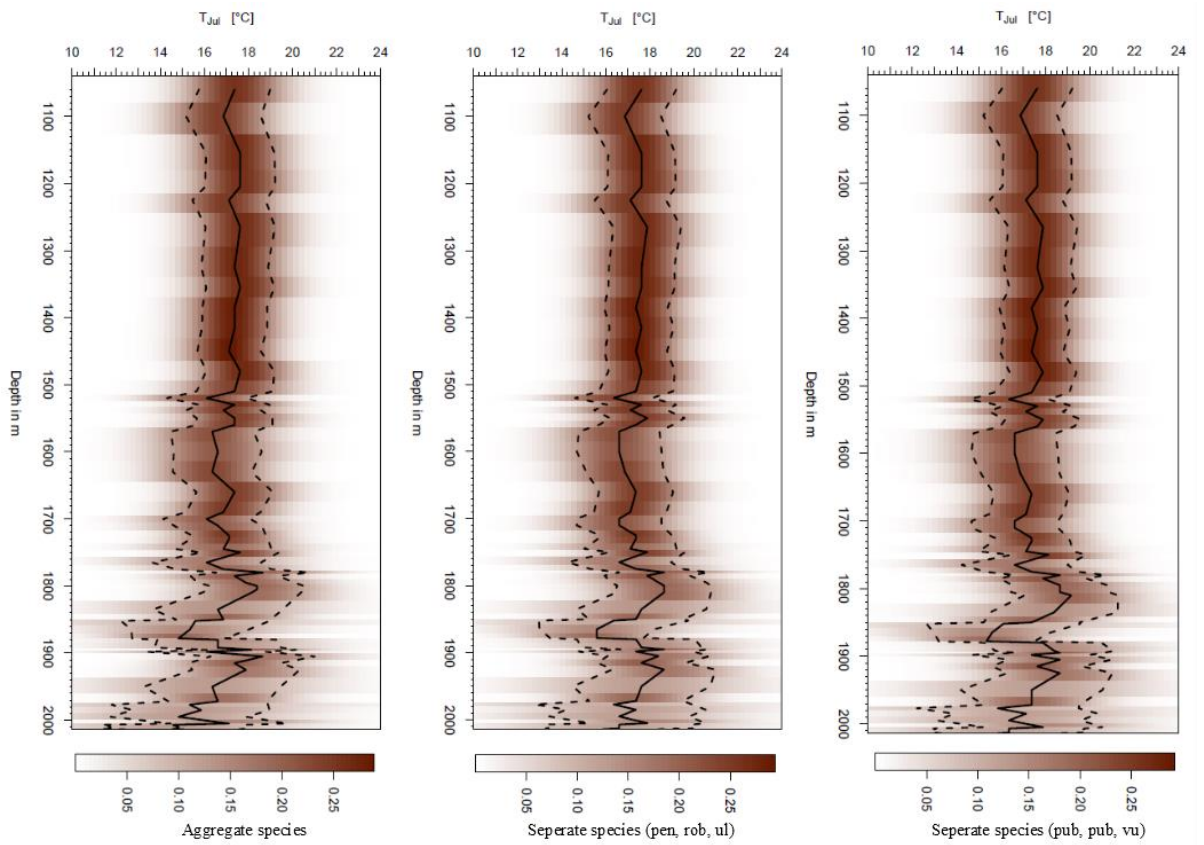 T_Jul [°C]
10 12 14 16 18 20 22 24
1100
1200
1300
1400
1500
1600
1700
1800
1900
2000
Depth in m
0.05 0.10 0.15 0.20 0.25
Aggregate species
T_Jul [°C]
10 12 14 16 18 20 22 24
1100
1200
1300
1400
1500
1600
1700
1800
1900
2000
Depth in m
0.05 0.10 0.15 0.20 0.25
Seperate species (pen, rob, ul)
T_Jul [°C]
10 12 14 16 18 20 22 24
1100
1200
1300
1400
1500
1600
1700
1800
1900
2000
Depth in m
0.05 0.10 0.15 0.20 0.25
Seperate species (pub, pub, vu)